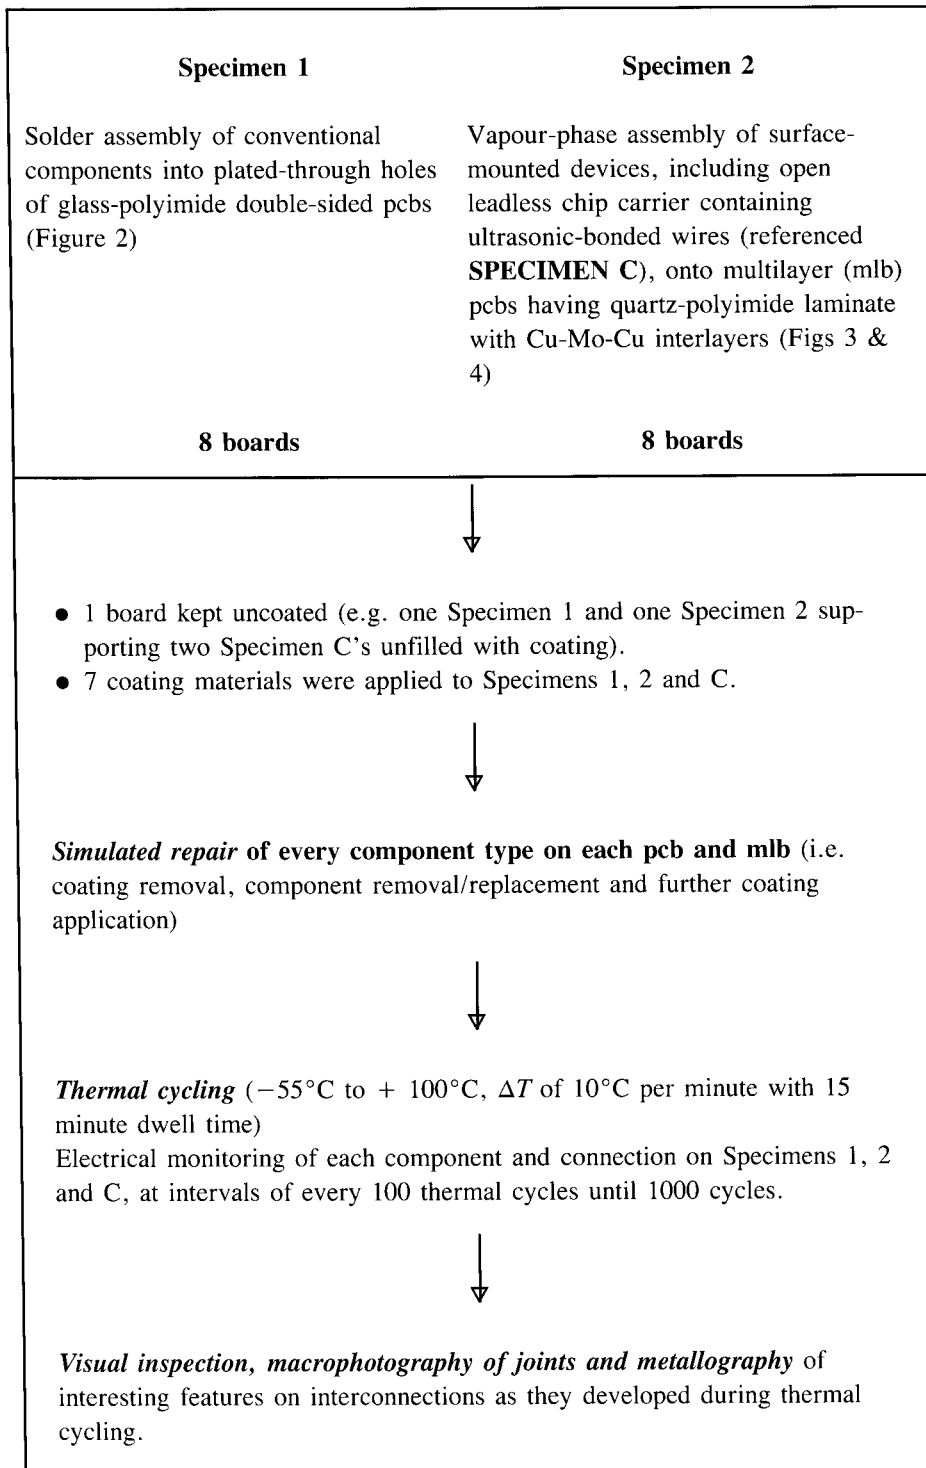 Specimen 1
Solder assembly of conventional
components into plated-through holes
of glass-polyimide double-sided pcbs
(Figure 2)
8 boards
Specimen 2
Vapour-phase assembly of surface-
mounted devices, including open
leadless chip carrier containing
ultrasonic-bonded wires (referenced
SPECIMEN C), onto multilayer (mlb)
pcbs having quartz-polyimide laminate
with Cu-Mo-Cu interlayers (Figs 3 &
4)
8 boards
● 1 board kept uncoated (e.g. one Specimen 1 and one Specimen 2 sup-
porting two Specimen C's unfilled with coating).
● 7 coating materials were applied to Specimens 1, 2 and C.
Simulated repair of every component type on each pcb and mlb (i.e.
coating removal, component removal/replacement and further coating
application)
Thermal cycling (−55°C to + 100°C, ΔT of 10°C per minute with 15
minute dwell time)
Electrical monitoring of each component and connection on Specimens 1, 2
and C, at intervals of every 100 thermal cycles until 1000 cycles.
Visual inspection, macrophotography of joints and metallography of
interesting features on interconnections as they developed during thermal
cycling.